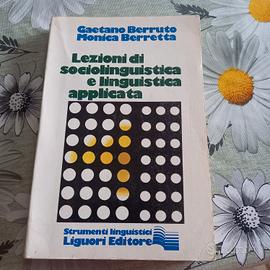 Gaetano Berruto
Monica Berretta
Lezioni di
sociolinguistica
e linguistica
applicata
Strumenti linguistici
Liguori Editore